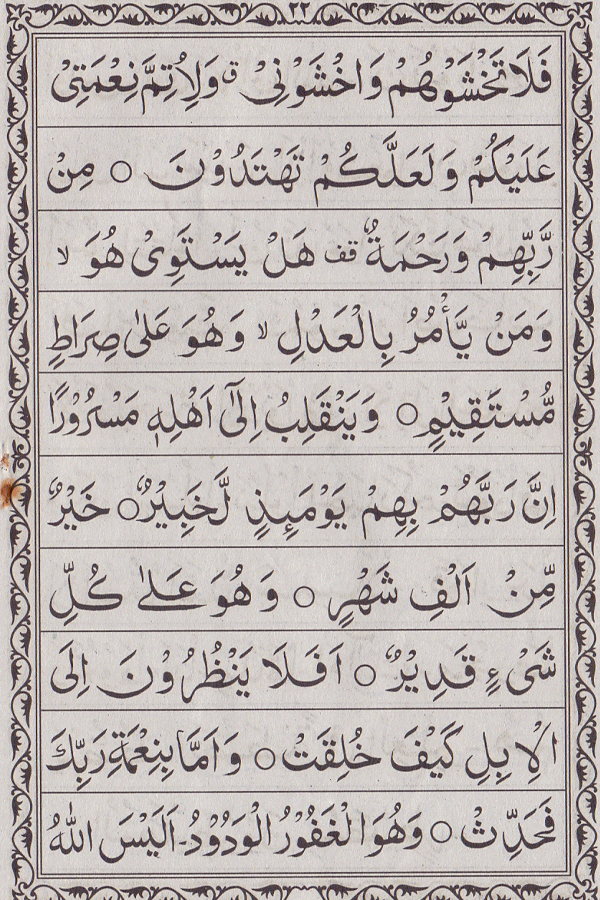 ٢٢
فَلَا تَخْشَوْهُمْ وَاخْشَوْنِیْ ق وَلِاُتِمَّ نِعْمَتِیْ
عَلَيْكُمْ وَلَعَلَّكُمْ تَهْتَدُوْنَ ○ مِنْ
رَّبِّهِمْ وَرَحْمَةٌ قف هَلْ يَسْتَوِیْ هُوَ لا
وَمَنْ يَّاْمُرُ بِالْعَدْلِ لا وَهُوَ عَلٰی صِرَاطٍ
مُّسْتَقِيْمٍ ○ وَيَنْقَلِبُ اِلٰٓی اَهْلِهٖ مَسْرُوْرًا
اِنَّ رَبَّهُمْ بِهِمْ يَوْمَئِذٍ لَّخَبِيْرٌ ○ خَيْرٌ
مِّنْ اَلْفِ شَهْرٍ ○ وَهُوَ عَلٰی كُلِّ
شَیْءٍ قَدِيْرٌ ○ اَفَلَا يَنْظُرُوْنَ اِلَی
الْاِبِلِ كَيْفَ خُلِقَتْ ○ وَاَمَّا بِنِعْمَةِ رَبِّكَ
فَحَدِّثْ ○ وَهُوَ الْغَفُوْرُ الْوَدُوْدُ۔ اَلَيْسَ اللّٰهُ